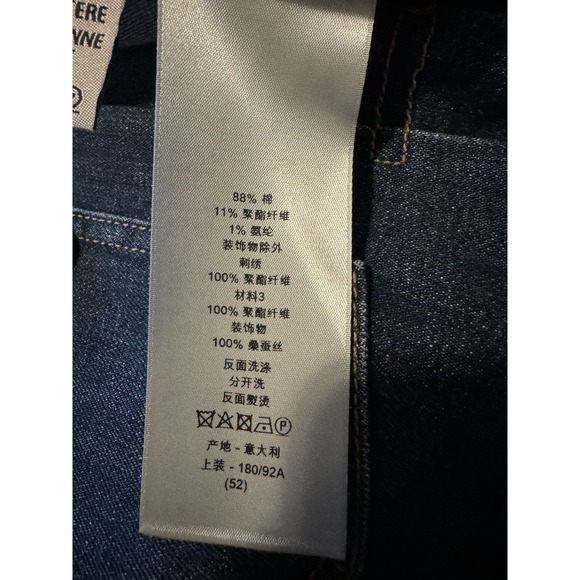 ERE
NNE
88% 棉
11% 聚酯纤维
1% 氨纶
装饰物除外
刺绣
100% 聚酯纤维
材料3
100% 聚酯纤维
装饰物
100% 桑蚕丝
反面洗涤
分开洗
反面熨烫
P
产地 - 意大利
上装 - 180/92A
(52)